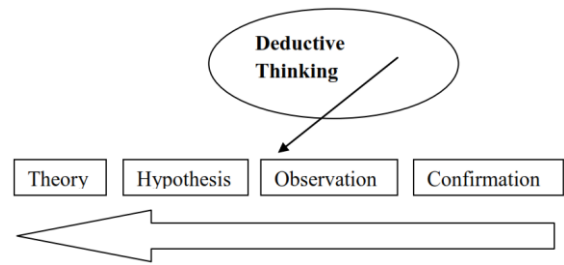 Deductive
Thinking
Theory Hypothesis Observation Confirmation